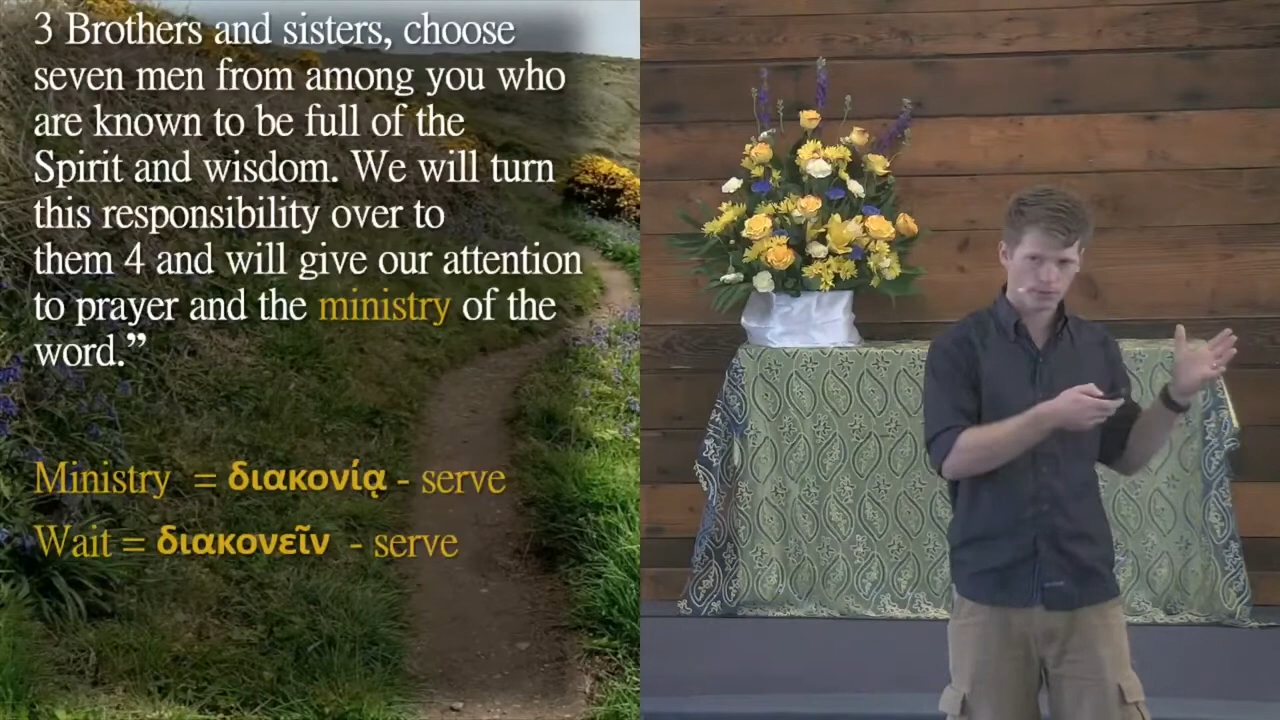 3 Brothers and sisters, choose
seven men from among you who
are known to be full of the
Spirit and wisdom. We will turn
this responsibility over to
them 4 and will give our attention
to prayer and the ministry of the
word.”
Ministry = διακονίᾳ - serve
Wait = διακονεῖν - serve